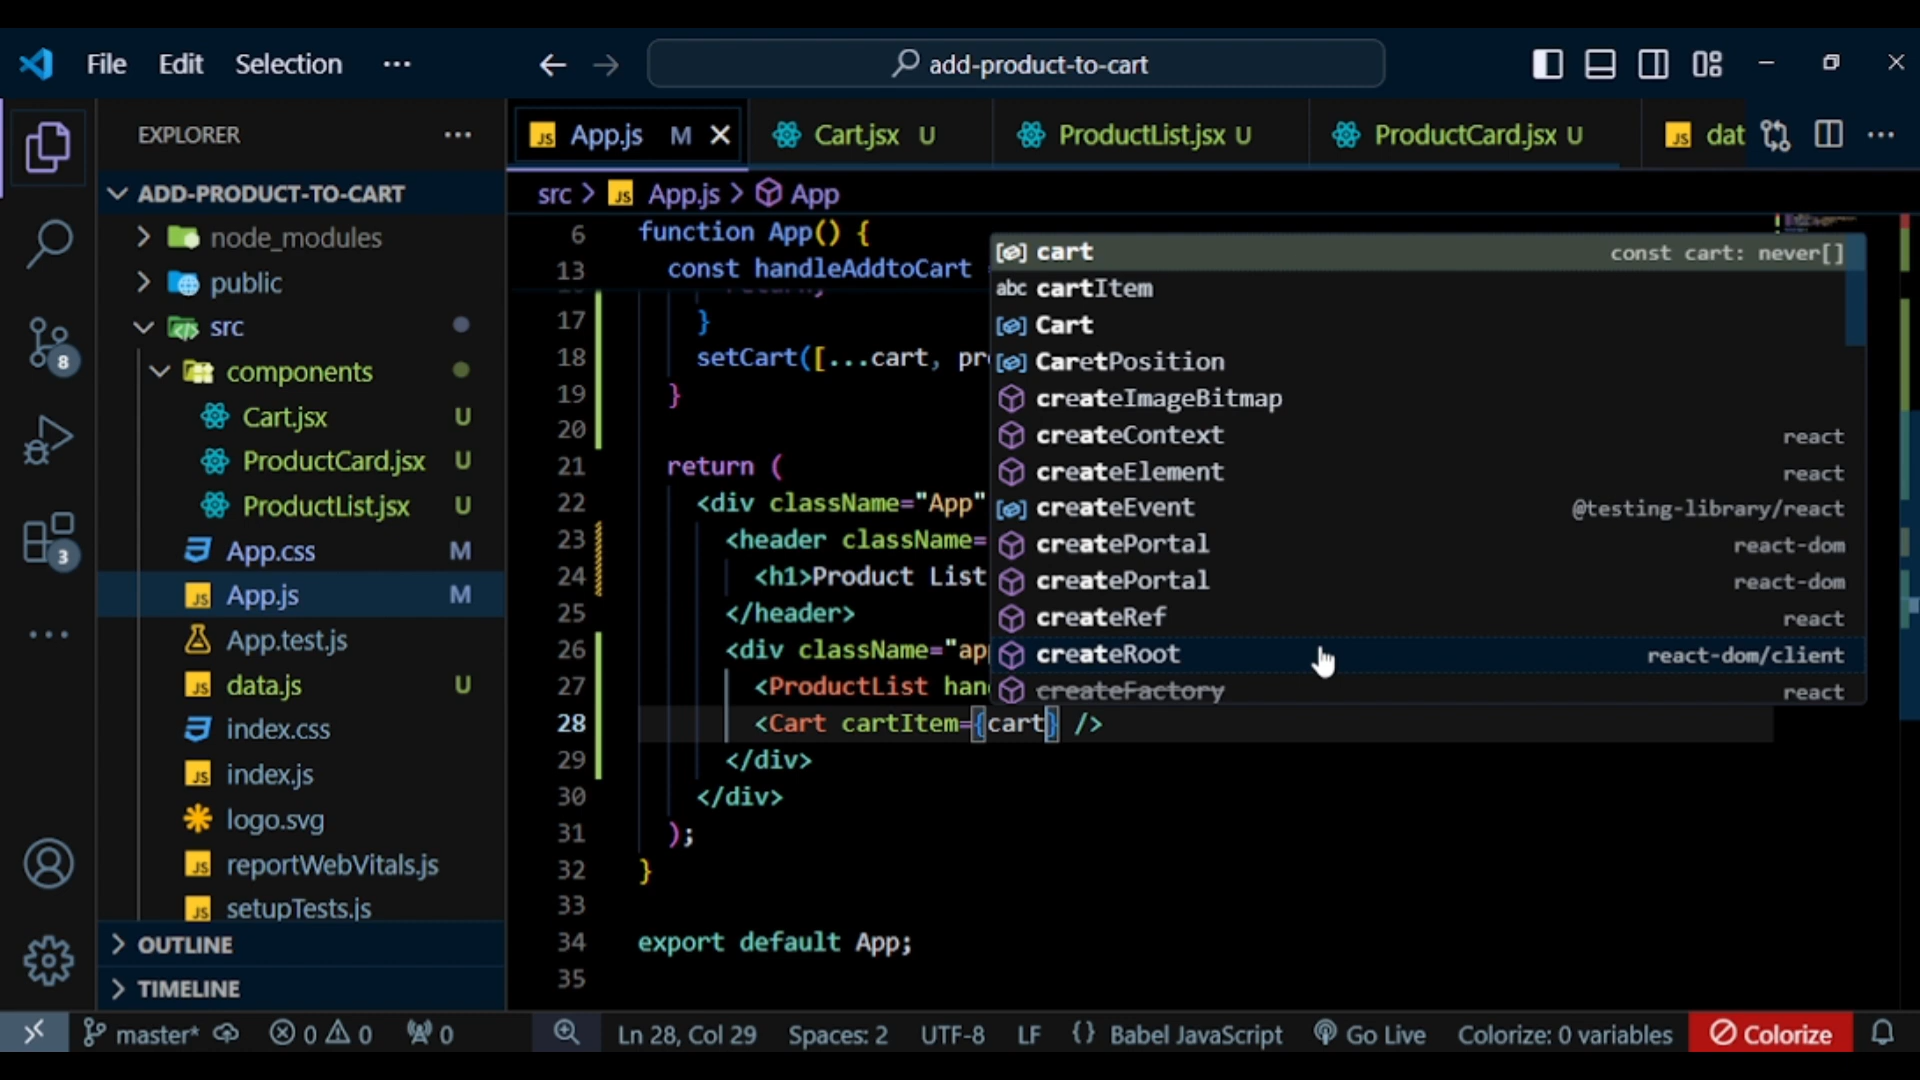 File Edit Selection ··· add-product-to-cart
EXPLORER ···
App.js M Cart.jsx U ProductList.jsx U ProductCard.jsx U dat ···
ADD-PRODUCT-TO-CART
src > App.js > App
node_modules
public
src
components
Cart.jsx U
ProductCard.jsx U
ProductList.jsx U
App.css M
App.js M
App.test.js
data.js U
index.css
index.js
logo.svg
reportWebVitals.js
setupTests.js
OUTLINE
TIMELINE
8
3
6 function App() {
13 const handleAddtoCart
17 }
18 setCart([...cart,
19 }
20
21 return (
22 <div className="App"
23 <header className=
24 <h1>Product List
25 </header>
26 <div className="ap
27 <ProductList han
28 <Cart cartItem={cart} />
29 </div>
30 </div>
31 );
32 }
33
34 export default App;
35
cart const cart: never[]
abc cartItem
Cart
CaretPosition
createImageBitmap
createContext react
createElement react
createEvent @testing-library/react
createPortal react-dom
createPortal react-dom
createRef react
createRoot react-dom/client
createFactory react
master* 0 0 0 Ln 28, Col 29 Spaces: 2 UTF-8 LF {} Babel JavaScript Go Live Colorize: 0 variables Colorize